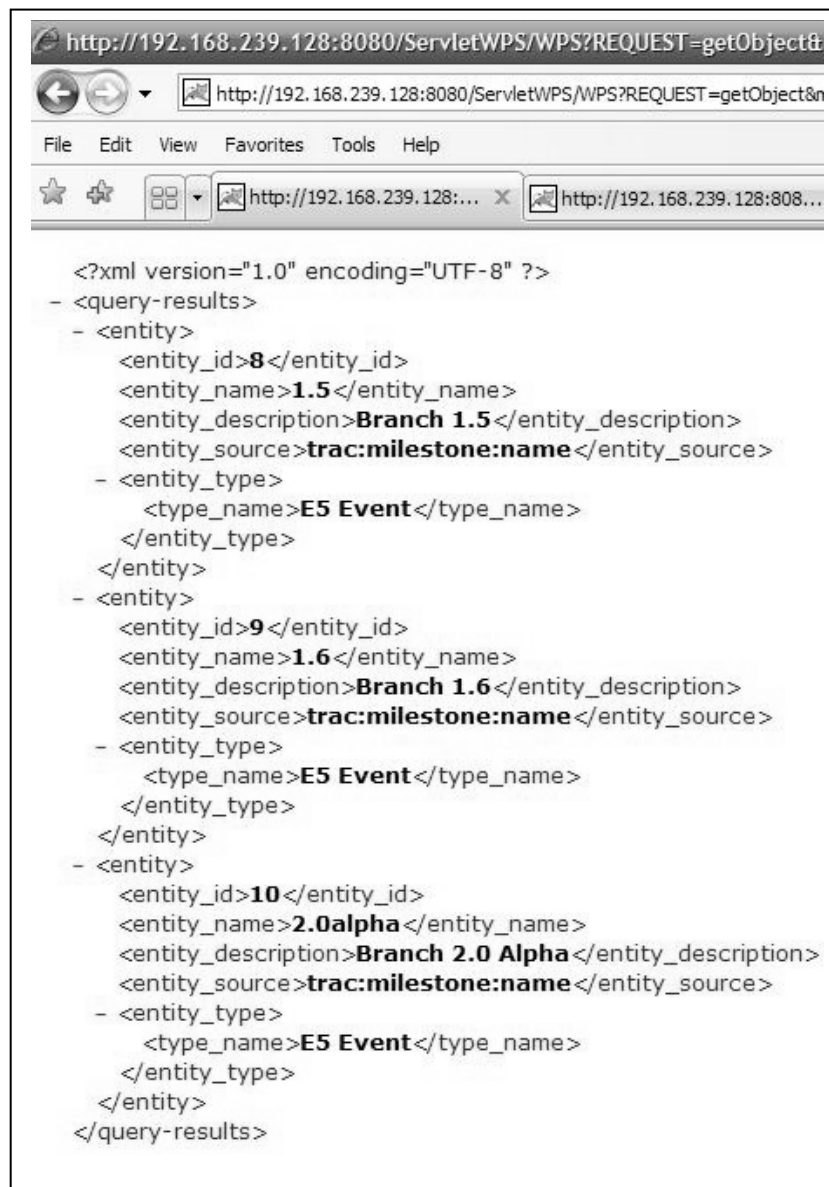 http://192.168.239.128:8080/ServletWPS/WPS?REQUEST=getObject&
http://192.168.239.128:8080/ServletWPS/WPS?REQUEST=getObject&
File Edit View Favorites Tools Help
http://192.168.239.128:... X http://192.168.239.128:808...
<?xml version="1.0" encoding="UTF-8" ?>
- <query-results>
- <entity>
<entity_id>8</entity_id>
<entity_name>1.5</entity_name>
<entity_description>Branch 1.5</entity_description>
<entity_source>trac:milestone:name</entity_source>
- <entity_type>
<type_name>E5 Event</type_name>
</entity_type>
</entity>
- <entity>
<entity_id>9</entity_id>
<entity_name>1.6</entity_name>
<entity_description>Branch 1.6</entity_description>
<entity_source>trac:milestone:name</entity_source>
- <entity_type>
<type_name>E5 Event</type_name>
</entity_type>
</entity>
- <entity>
<entity_id>10</entity_id>
<entity_name>2.0alpha</entity_name>
<entity_description>Branch 2.0 Alpha</entity_description>
<entity_source>trac:milestone:name</entity_source>
- <entity_type>
<type_name>E5 Event</type_name>
</entity_type>
</entity>
</query-results>